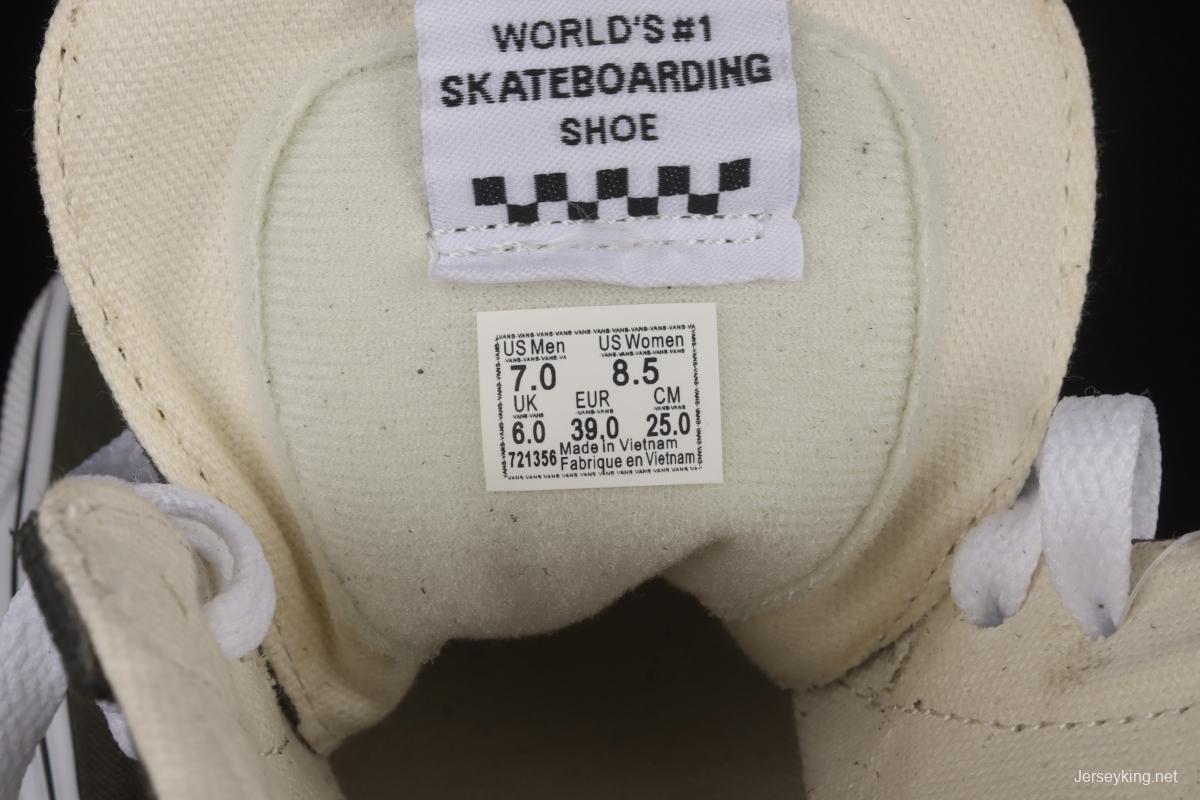 WORLD'S #1
SKATEBOARDING
SHOE
US Men US Women
7.0 8.5
UK EUR CM
6.0 39.0 25.0
Made in Vietnam
721356 Fabrique en Vietnam
Jerseyking.net